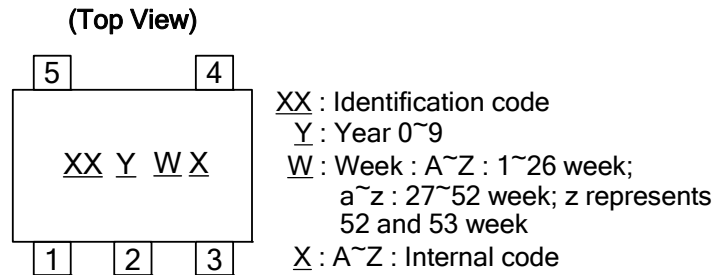 (Top View)
5 4
XX Y W X
1 2 3
XX : Identification code
Y : Year 0~9
W : Week : A~Z : 1~26 week;
a~z : 27~52 week; z represents
52 and 53 week
X : A~Z : Internal code